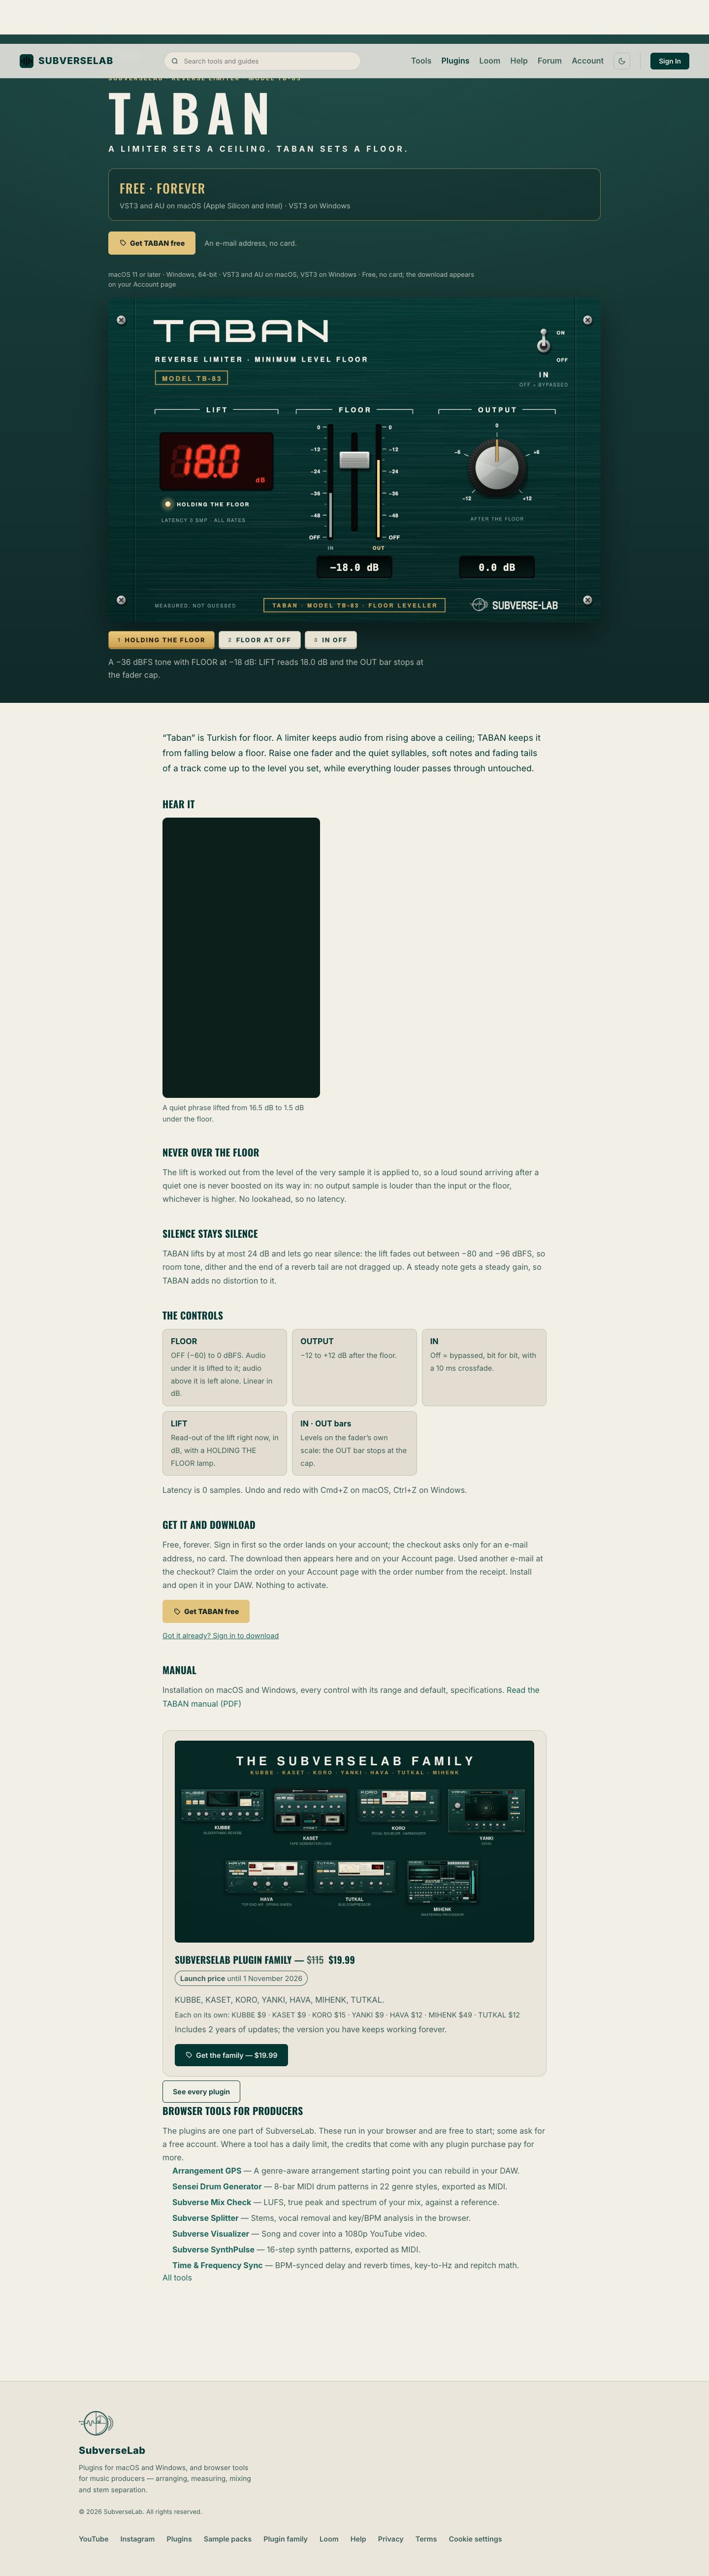 SUBVERSELAB
Search tools and guides
Tools
Plugins
Loom
Help
Forum
Account
Sign In
SUBVERSELAB · REVERSE LIMITER · MODEL TB-83
TABAN
A LIMITER SETS A CEILING. TABAN SETS A FLOOR.
FREE · FOREVER
VST3 and AU on macOS (Apple Silicon and Intel) · VST3 on Windows
Get TABAN free
An e-mail address, no card.
macOS 11 or later · Windows, 64-bit · VST3 and AU on macOS, VST3 on Windows · Free, no card; the download appears
on your Account page
TABAN
REVERSE LIMITER · MINIMUM LEVEL FLOOR
MODEL TB-83
ON
OFF
IN
OFF = BYPASSED
LIFT
FLOOR
OUTPUT
18.0
dB
HOLDING THE FLOOR
LATENCY 0 SMP · ALL RATES
0
−12
−24
−36
−48
OFF
IN
0
−12
−24
−36
−48
OFF
OUT
−18.0 dB
0
−6
+6
−12
+12
AFTER THE FLOOR
0.0 dB
MEASURED, NOT GUESSED
TABAN · MODEL TB-83 · FLOOR LEVELLER
SUBVERSE-LAB
1 HOLDING THE FLOOR
2 FLOOR AT OFF
3 IN OFF
A −36 dBFS tone with FLOOR at −18 dB: LIFT reads 18.0 dB and the OUT bar stops at
the fader cap.
“Taban” is Turkish for floor. A limiter keeps audio from rising above a ceiling; TABAN keeps it
from falling below a floor. Raise one fader and the quiet syllables, soft notes and fading tails
of a track come up to the level you set, while everything louder passes through untouched.
HEAR IT
A quiet phrase lifted from 16.5 dB to 1.5 dB
under the floor.
NEVER OVER THE FLOOR
The lift is worked out from the level of the very sample it is applied to, so a loud sound arriving after a
quiet one is never boosted on its way in: no output sample is louder than the input or the floor,
whichever is higher. No lookahead, so no latency.
SILENCE STAYS SILENCE
TABAN lifts by at most 24 dB and lets go near silence: the lift fades out between −80 and −96 dBFS, so
room tone, dither and the end of a reverb tail are not dragged up. A steady note gets a steady gain, so
TABAN adds no distortion to it.
THE CONTROLS
FLOOR
OFF (−60) to 0 dBFS. Audio
under it is lifted to it; audio
above it is left alone. Linear in
dB.
OUTPUT
−12 to +12 dB after the floor.
IN
Off = bypassed, bit for bit, with
a 10 ms crossfade.
LIFT
Read-out of the lift right now, in
dB, with a HOLDING THE
FLOOR lamp.
IN · OUT bars
Levels on the fader’s own
scale: the OUT bar stops at the
cap.
Latency is 0 samples. Undo and redo with Cmd+Z on macOS, Ctrl+Z on Windows.
GET IT AND DOWNLOAD
Free, forever. Sign in first so the order lands on your account; the checkout asks only for an e-mail
address, no card. The download then appears here and on your Account page. Used another e-mail at
the checkout? Claim the order on your Account page with the order number from the receipt. Install
and open it in your DAW. Nothing to activate.
Get TABAN free
Got it already? Sign in to download
MANUAL
Installation on macOS and Windows, every control with its range and default, specifications. Read the
TABAN manual (PDF)
THE SUBVERSELAB FAMILY
KUBBE · KASET · KORO · YANKI · HAVA · TUTKAL · MIHENK
KUBBE
KASET
KORO
YANKI
HAVA
TUTKAL
MIHENK
SUBVERSELAB PLUGIN FAMILY — $115 $19.99
Launch price until 1 November 2026
KUBBE, KASET, KORO, YANKI, HAVA, MIHENK, TUTKAL.
Each on its own: KUBBE $9 · KASET $9 · KORO $15 · YANKI $9 · HAVA $12 · MIHENK $49 · TUTKAL $12
Includes 2 years of updates; the version you have keeps working forever.
Get the family — $19.99
See every plugin
BROWSER TOOLS FOR PRODUCERS
The plugins are one part of SubverseLab. These run in your browser and are free to start; some ask for
a free account. Where a tool has a daily limit, the credits that come with any plugin purchase pay for
more.
Arrangement GPS — A genre-aware arrangement starting point you can rebuild in your DAW.
Sensei Drum Generator — 8-bar MIDI drum patterns in 22 genre styles, exported as MIDI.
Subverse Mix Check — LUFS, true peak and spectrum of your mix, against a reference.
Subverse Splitter — Stems, vocal removal and key/BPM analysis in the browser.
Subverse Visualizer — Song and cover into a 1080p YouTube video.
Subverse SynthPulse — 16-step synth patterns, exported as MIDI.
Time & Frequency Sync — BPM-synced delay and reverb times, key-to-Hz and repitch math.
All tools
SubverseLab
Plugins for macOS and Windows, and browser tools
for music producers — arranging, measuring, mixing
and stem separation.
© 2026 SubverseLab. All rights reserved.
YouTube
Instagram
Plugins
Sample packs
Plugin family
Loom
Help
Privacy
Terms
Cookie settings